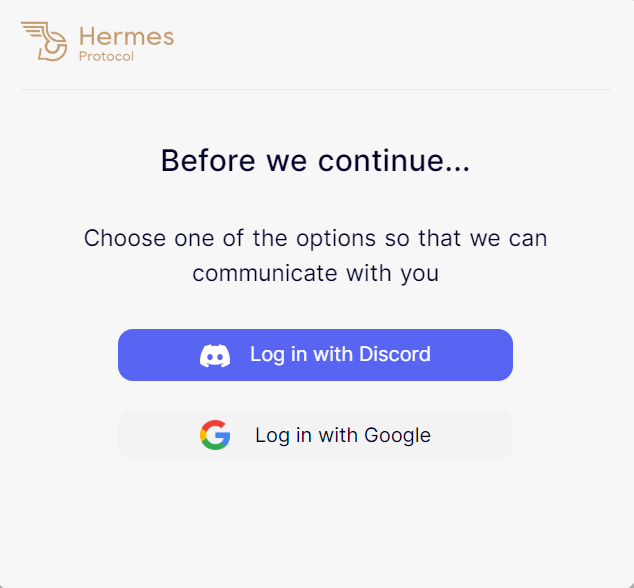 Hermes
Protocol
Before we continue...
Choose one of the options so that we can
communicate with you
Log in with Discord
Log in with Google